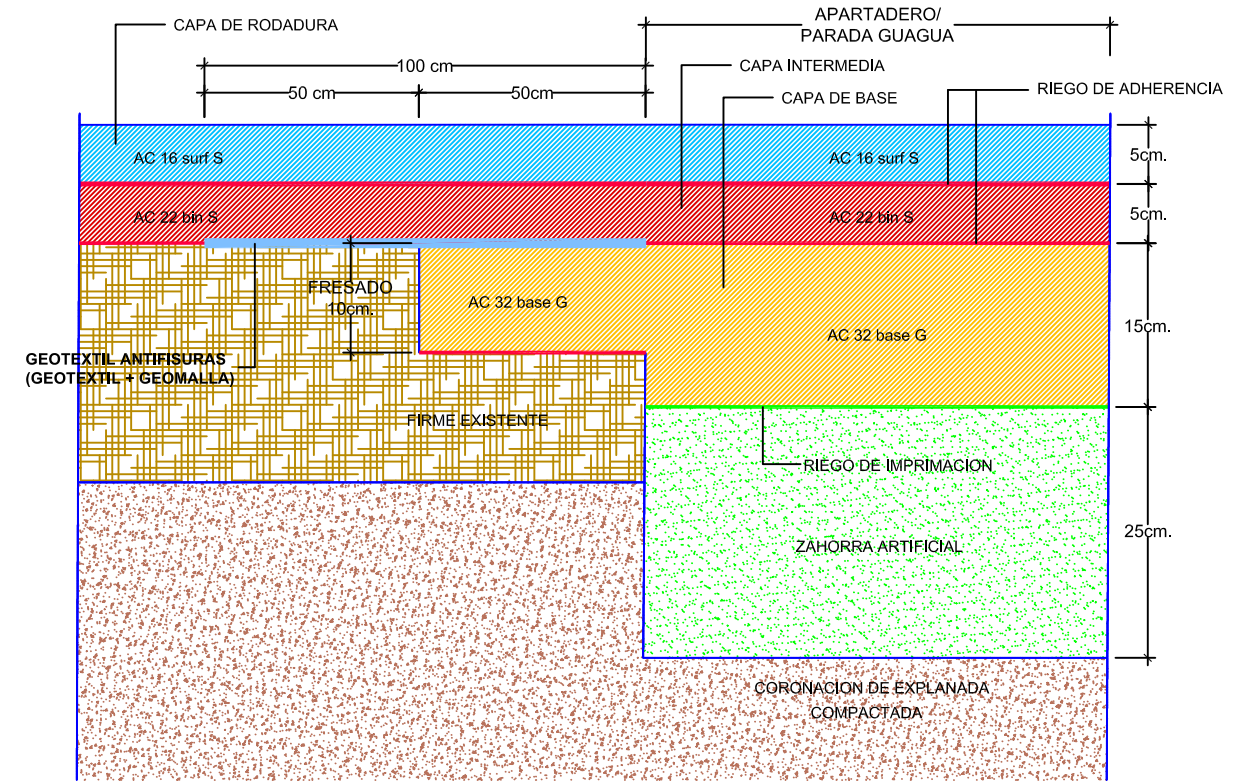 CAPA DE RODADURA
APARTADERO/
PARADA GUAGUA
100 cm
CAPA INTERMEDIA
50 cm
50cm
CAPA DE BASE
RIEGO DE ADHERENCIA
AC 16 surf S
AC 16 surf S
5cm.
AC 22 bin S
AC 22 bin S
5cm.
FRESADO
10cm.
AC 32 base G
AC 32 base G
15cm.
GEOTEXTIL ANTIFISURAS
(GEOTEXTIL + GEOMALLA)
FIRME EXISTENTE
RIEGO DE IMPRIMACION
25cm.
ZAHORRA ARTIFICIAL
CORONACION DE EXPLANADA
COMPACTADA